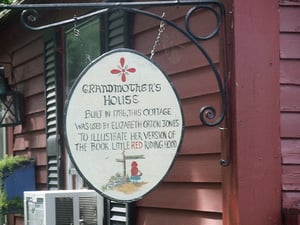 GRANDMOTHER'S
HOUSE
BUILT IN 1786, THIS COTTAGE
WAS USED BY ELIZABETH ORTON JONES
TO ILLUSTRATE HER VERSION OF
THE BOOK LITTLE RED RIDING HOOD